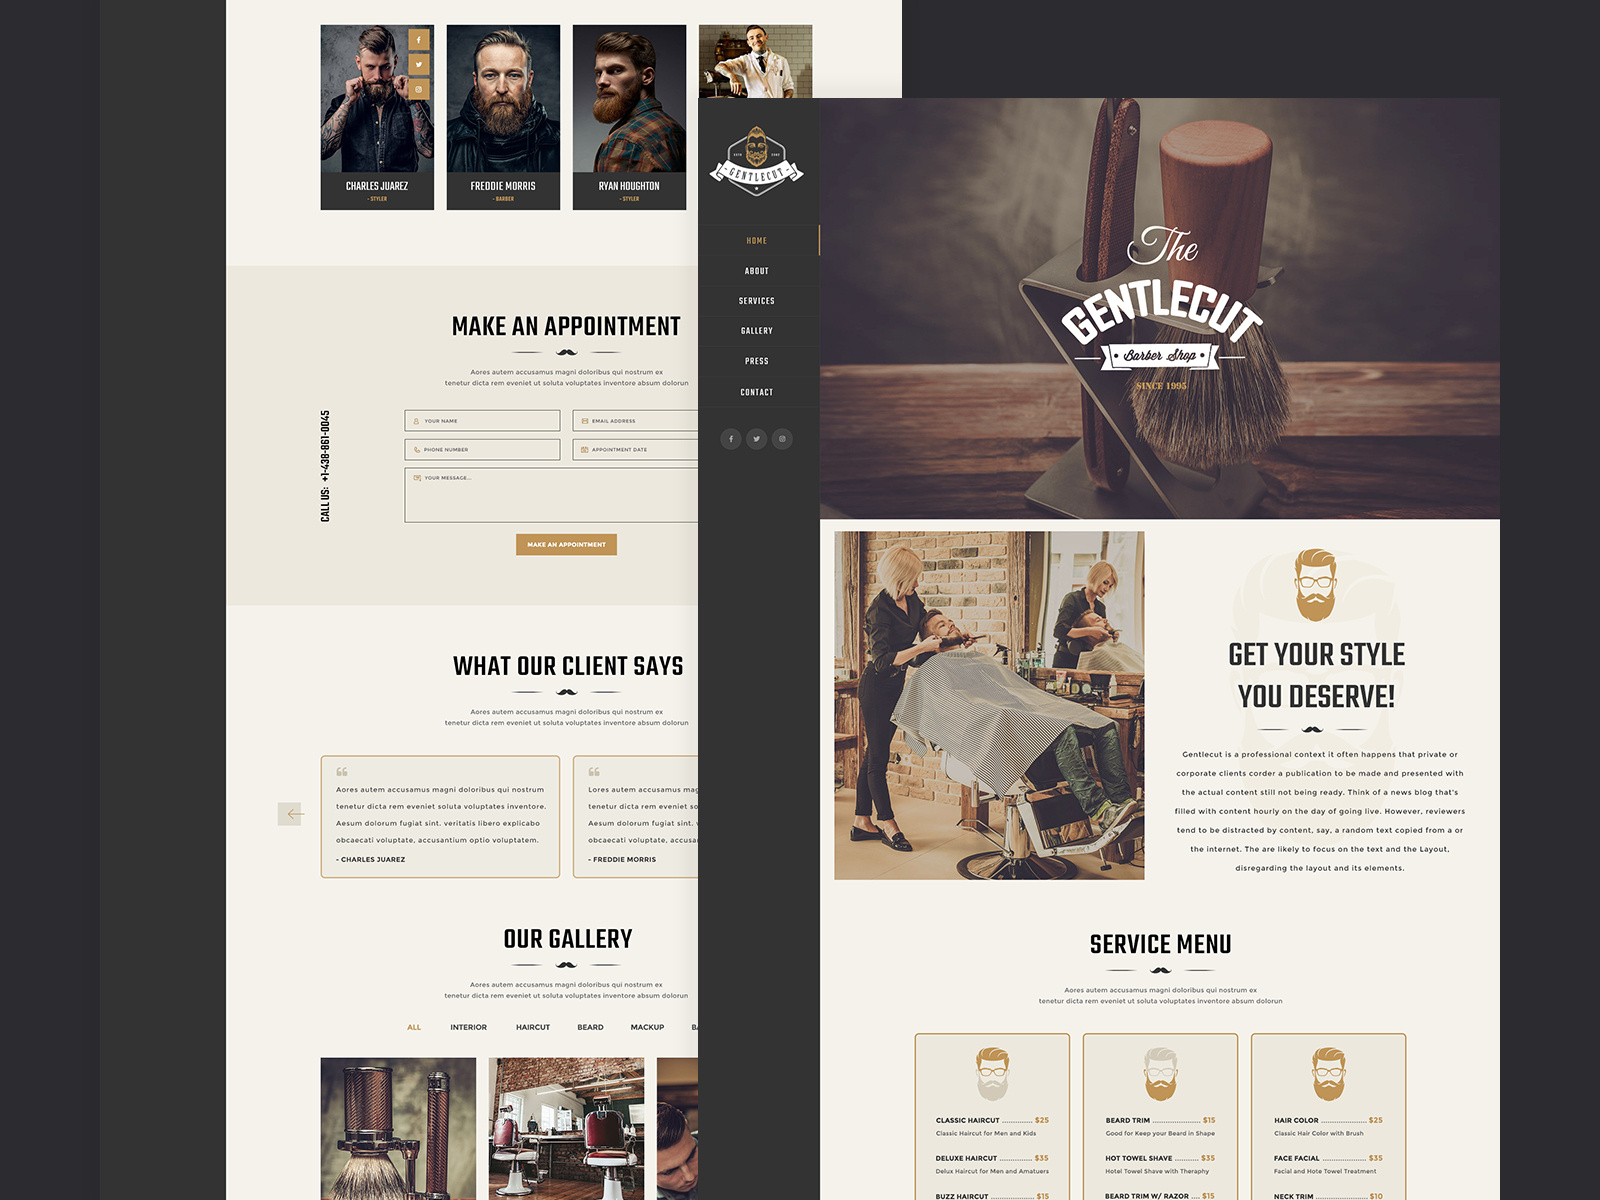 CHARLES JUAREZ
- STYLER
FREDDIE MORRIS
- BARBER
RYAN HOUGHTON
- STYLER
MAKE AN APPOINTMENT
Aores autem accusamus magni doloribus qui nostrum ex
tenetur dicta rem eveniet ut soluta voluptates inventore absum dolorun
CALL US: +1-438-861-0045
YOUR NAME
EMAIL ADDRESS
PHONE NUMBER
APPOINTMENT DATE
YOUR MESSAGE...
MAKE AN APPOINTMENT
WHAT OUR CLIENT SAYS
Aores autem accusamus magni doloribus qui nostrum ex
tenetur dicta rem eveniet ut soluta voluptates inventore absum dolorun
Aores autem accusamus magni doloribus qui nostrum
tenetur dicta rem eveniet soluta voluptates inventore.
Aesum dolorum fugiat sint. veritatis libero explicabo
obcaecati voluptate, accusantium optio voluptatem.
- CHARLES JUAREZ
Lores autem accusamus mag
tenetur dicta rem eveniet so
Aesum dolorum fugiat sint. v
obcaecati voluptate, accusa
- FREDDIE MORRIS
OUR GALLERY
Aores autem accusamus magni doloribus qui nostrum ex
tenetur dicta rem eveniet ut soluta voluptates inventore absum dolorun
ALL INTERIOR HAIRCUT BEARD MACKUP BA
GENTLECUT
HOME
ABOUT
SERVICES
GALLERY
PRESS
CONTACT
The
GENTLECUT
Barber Shop
SINCE 1995
GET YOUR STYLE
YOU DESERVE!
Gentlecut is a professional context it often happens that private or
corporate clients corder a publication to be made and presented with
the actual content still not being ready. Think of a news blog that's
filled with content hourly on the day of going live. However, reviewers
tend to be distracted by content, say, a random text copied from a or
the internet. The are likely to focus on the text and the Layout,
disregarding the layout and its elements.
SERVICE MENU
Aores autem accusamus magni doloribus qui nostrum ex
tenetur dicta rem eveniet ut soluta voluptates inventore absum dolorun
CLASSIC HAIRCUT .............. $25
Classic Haircut for Men and Kids
DELUXE HAIRCUT .............. $35
Delux Haircut for Men and Amatuers
BUZZ HAIRCUT .................. $15
BEARD TRIM ..................... $15
Good for Keep your Beard in Shape
HOT TOWEL SHAVE .......... $35
Hotel Towel Shave with Theraphy
BEARD TRIM W/ RAZOR .... $15
HAIR COLOR .................... $25
Classic Hair Color with Brush
FACE FACIAL .................... $35
Facial and Hote Towel Treatment
NECK TRIM ...................... $10